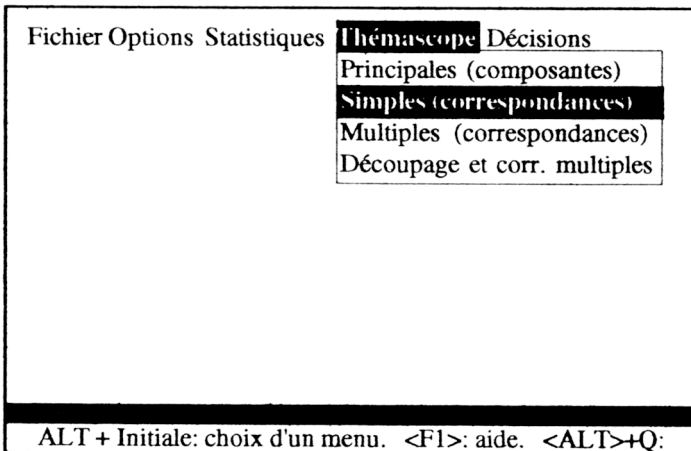 Fichier Options Statistiques Thémascope Décisions
Principales (composantes)
Simples (correspondances)
Multiples (correspondances)
Découpage et corr. multiples
ALT + Initiale: choix d'un menu. <F1>: aide. <ALT>+Q: